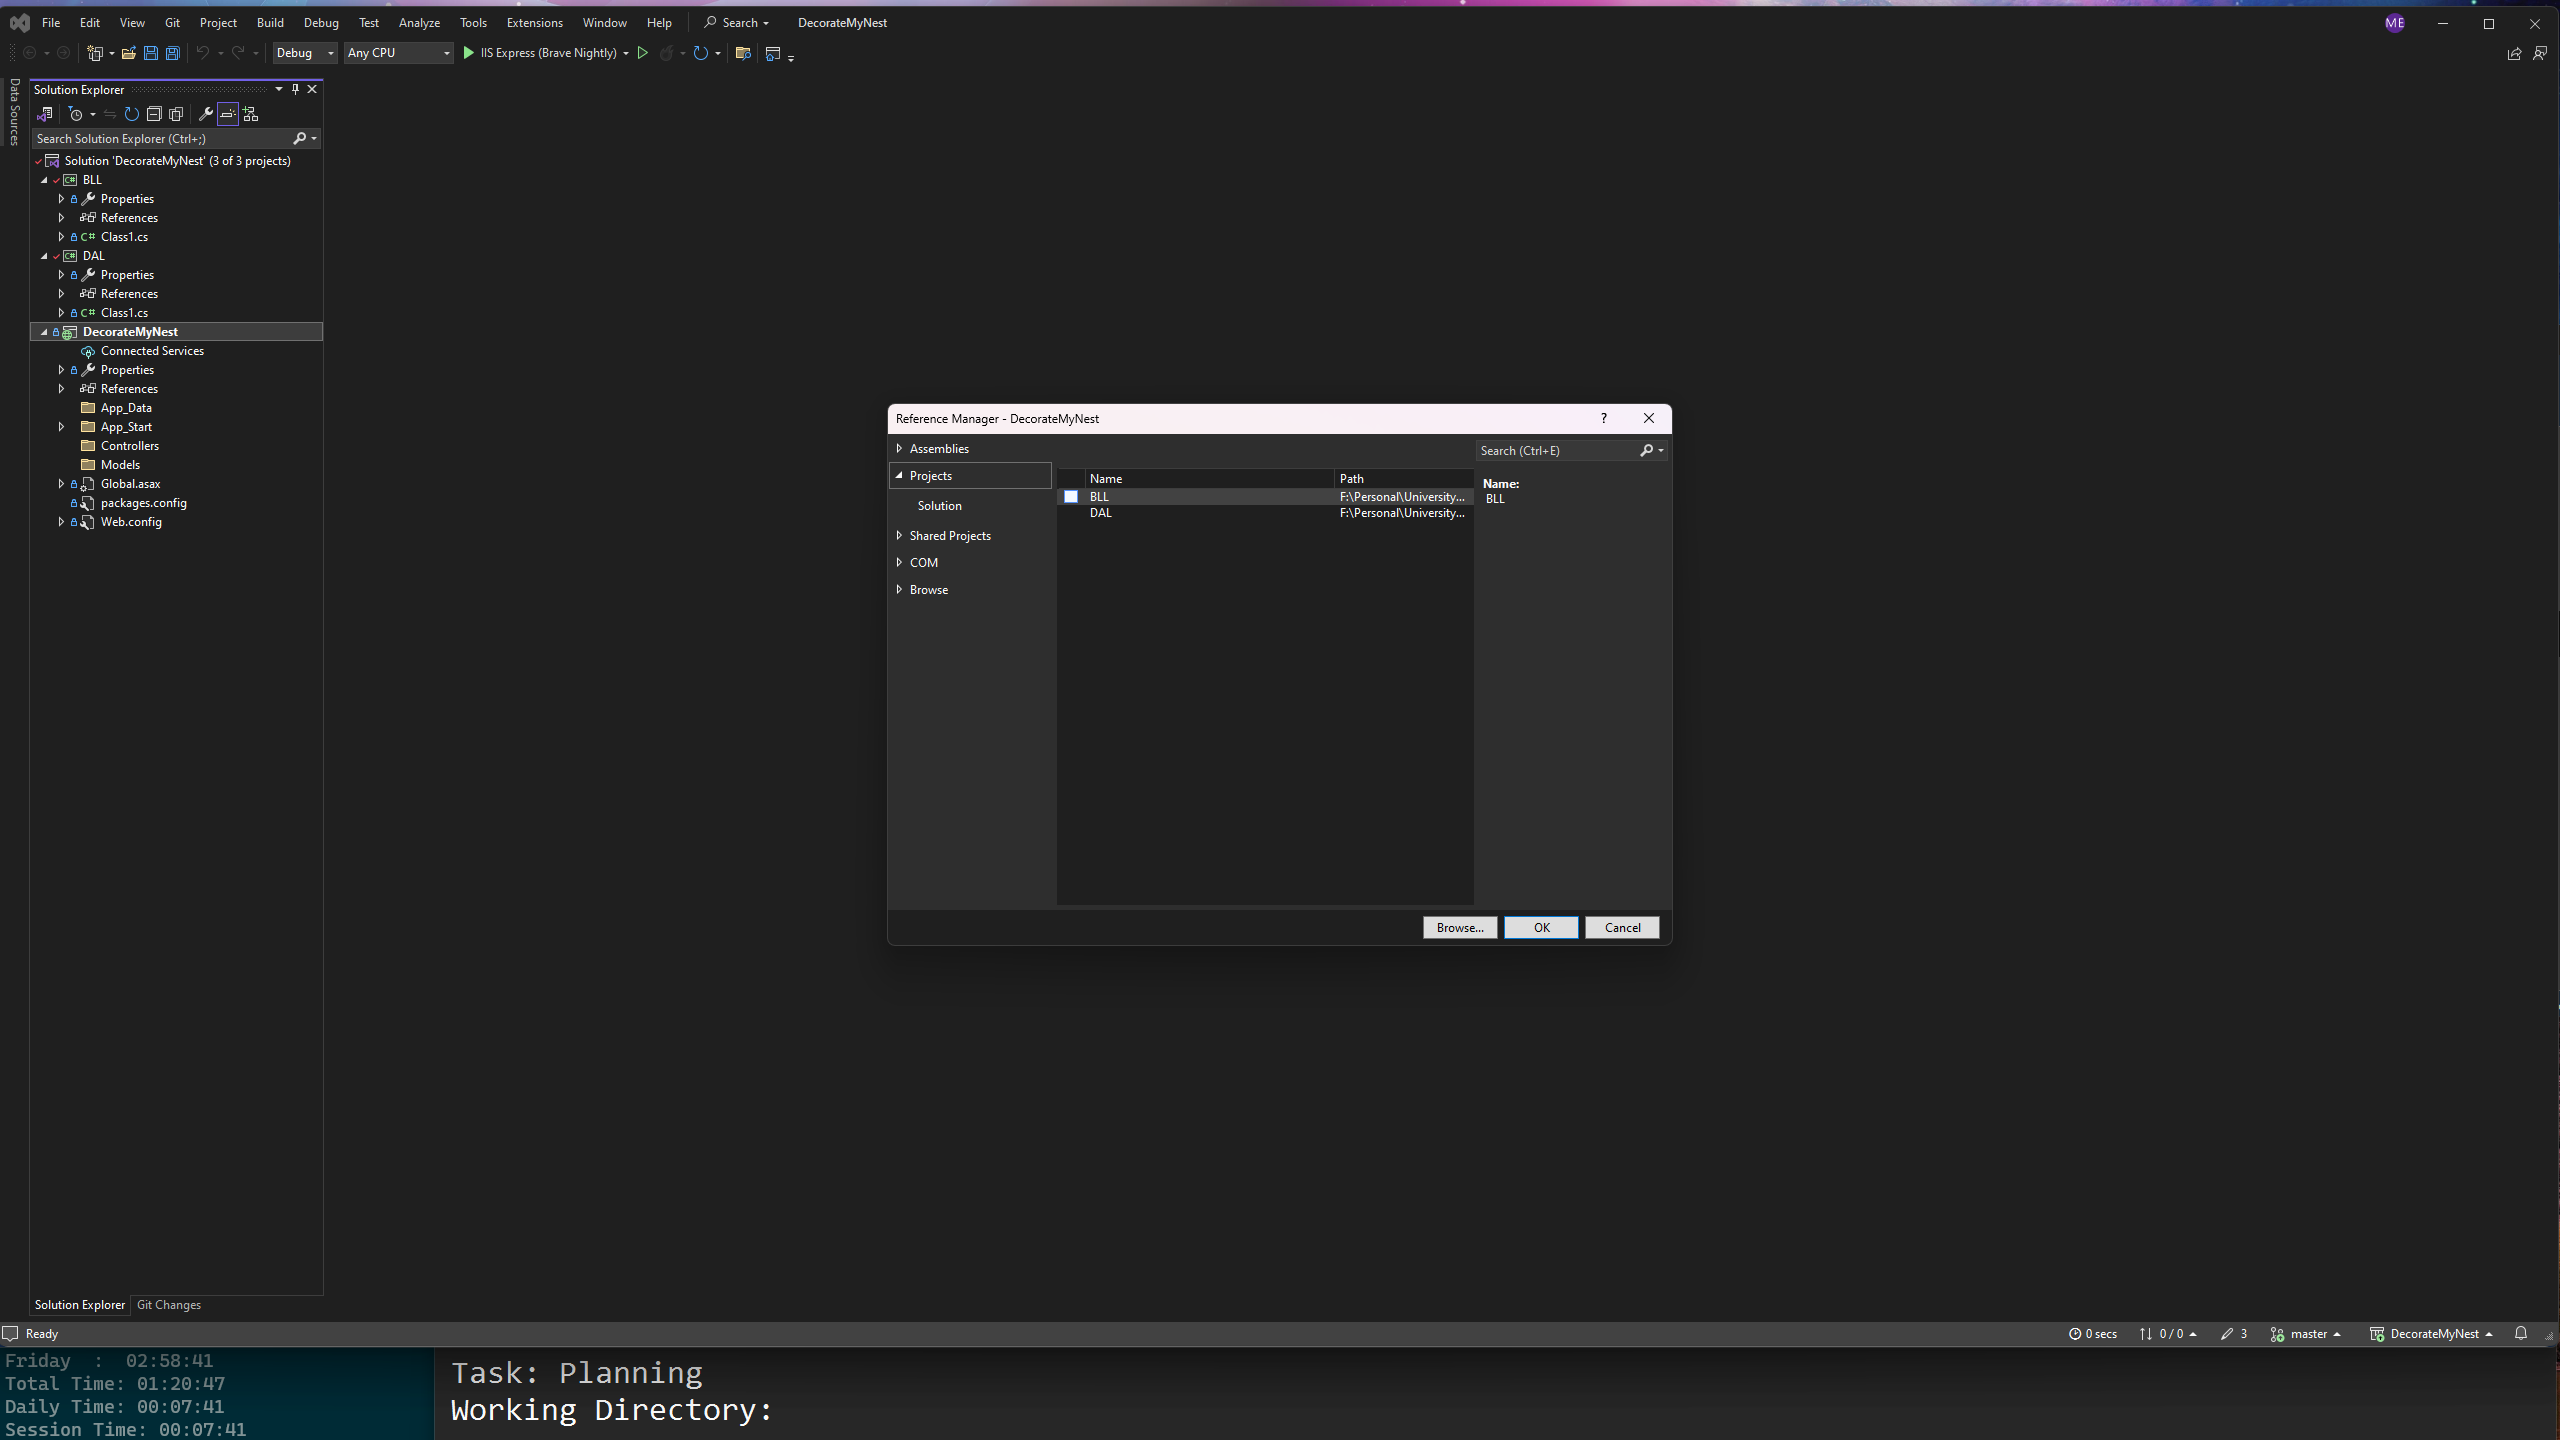 File Edit View Git Project Build Debug Test Analyze Tools Extensions Window Help Search DecorateMyNest ME
Debug Any CPU IIS Express (Brave Nightly)
Data Sources
Solution Explorer
Search Solution Explorer (Ctrl+;)
Solution 'DecorateMyNest' (3 of 3 projects)
C# BLL
Properties
References
C# Class1.cs
C# DAL
Properties
References
C# Class1.cs
DecorateMyNest
Connected Services
Properties
References
App_Data
App_Start
Controllers
Models
Global.asax
packages.config
Web.config
Solution Explorer Git Changes
Reference Manager - DecorateMyNest ?
Assemblies
Projects
Solution
Shared Projects
COM
Browse
Name Path
BLL F:\Personal\University...
DAL F:\Personal\University...
Search (Ctrl+E)
Name:
BLL
Browse... OK Cancel
Ready 0 secs 0 / 0 3 master DecorateMyNest
Friday : 02:58:41
Total Time: 01:20:47
Daily Time: 00:07:41
Session Time: 00:07:41
Task: Planning
Working Directory: